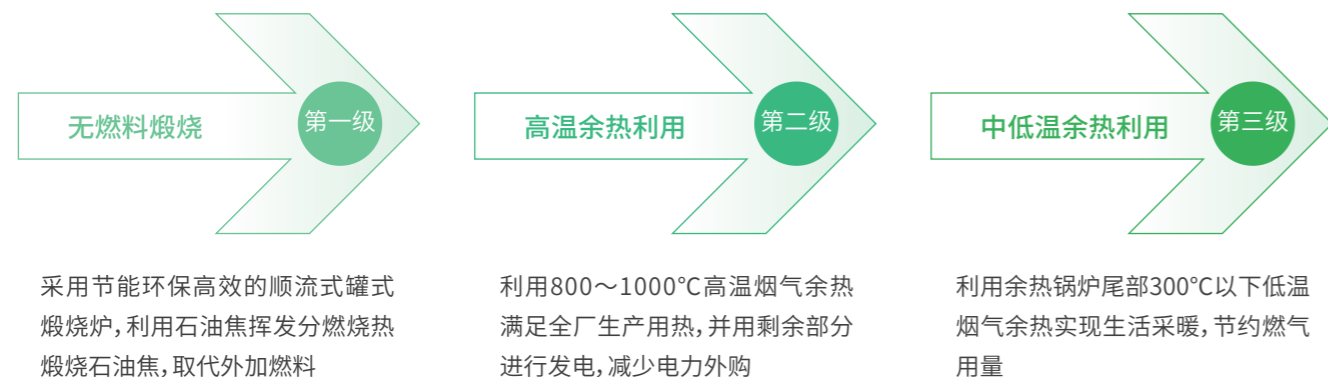 无燃料煅烧
第一级
高温余热利用
第二级
中低温余热利用
第三级
采用节能环保高效的顺流式罐式
煅烧炉,利用石油焦挥发分燃烧热
煅烧石油焦,取代外加燃料
利用800～1000℃高温烟气余热
满足全厂生产用热,并用剩余部分
进行发电,减少电力外购
利用余热锅炉尾部300℃以下低温
烟气余热实现生活采暖,节约燃气
用量